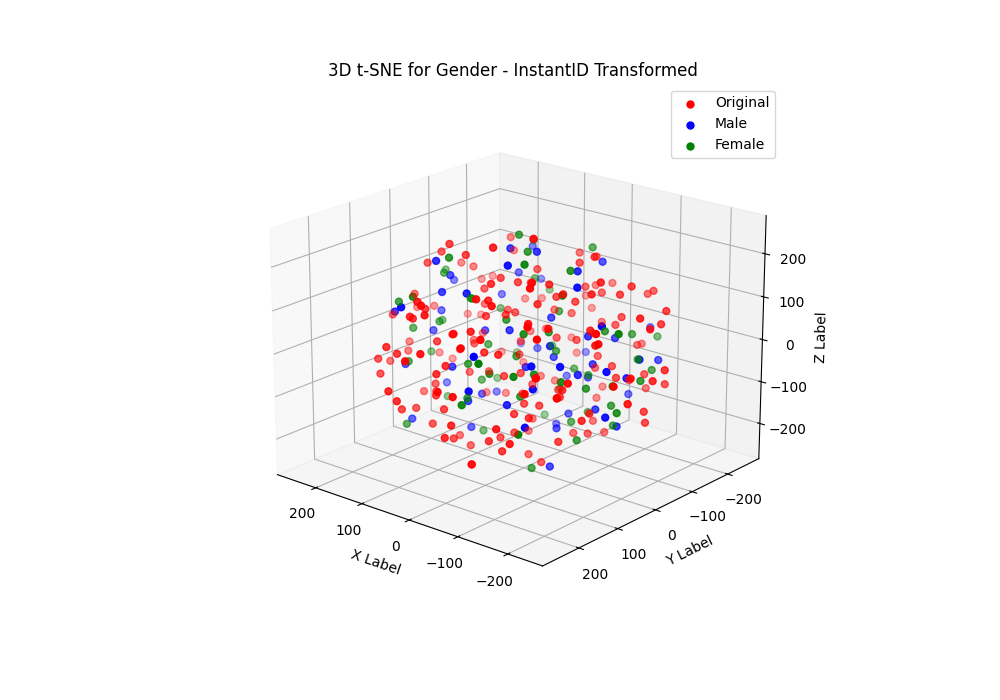 3D t-SNE for Gender - InstantID Transformed
Original
Male
Female
200
100
0
−100
−200
Z Label
200
100
0
−100
−200
X Label
−200
−100
0
100
200
Y Label